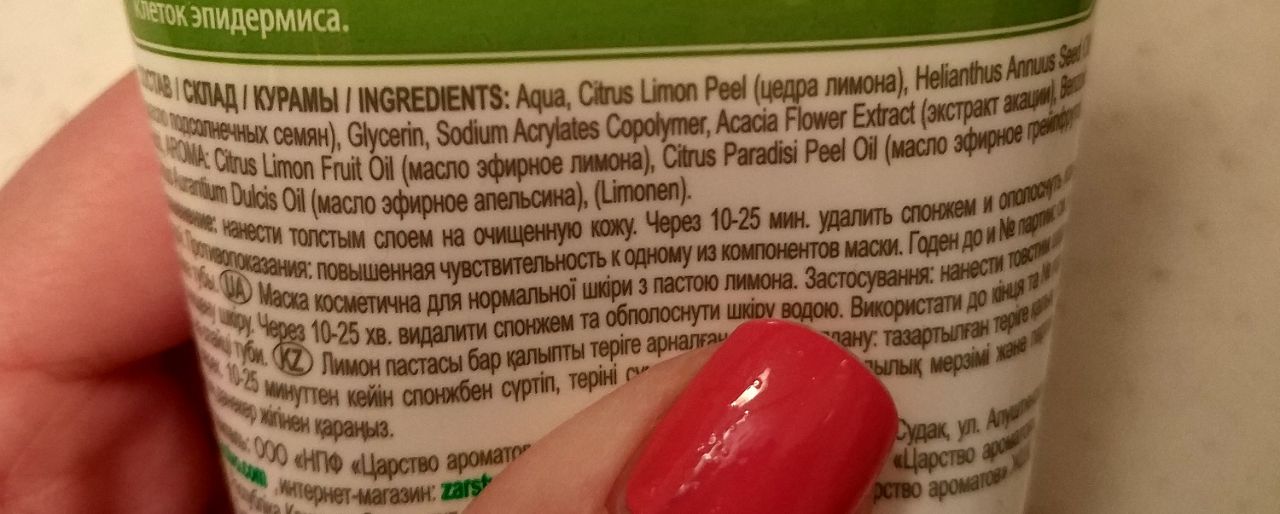 клеток эпидермиса.
/ СКЛАД / КУРАМЫ / INGREDIENTS: Aqua, Citrus Limon Peel (цедра лимона), Helianthus Annuus Seed
подсолнечных семян), Glycerin, Sodium Acrylates Copolymer, Acacia Flower Extract (экстракт акации),
AROMA: Citrus Limon Fruit Oil (масло эфирное лимона), Citrus Paradisi Peel Oil (масло эфирное
Aurantium Dulcis Oil (масло эфирное апельсина), (Limonen).
нанести толстым слоем на очищенную кожу. Через 10-25 мин. удалить спонжем и ополоснуть
Противопоказания: повышенная чувствительность к одному из компонентов маски. Годен до и № партии:
тубы. UA Маска косметична для нормальної шкіри з пастою лимона. Застосування: нанести товстим
шкіру. Через 10-25 хв. видалити спонжем та обполоснути шкіру водою. Використати до кінця та №
туби. KZ Лимон пастасы бар қалыпты теріге арналған тазартылған теріге
10-25 минуттен кейін спонжбен сүртіп, теріні мерзімі және
жігінен қараңыз.
ООО «НПФ «Царство Судак, ул.
интернет-магазин: «Царство
ароматов»